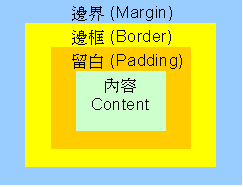 邊界 (Margin)
邊框 (Border)
留白 (Padding)
內容
Content